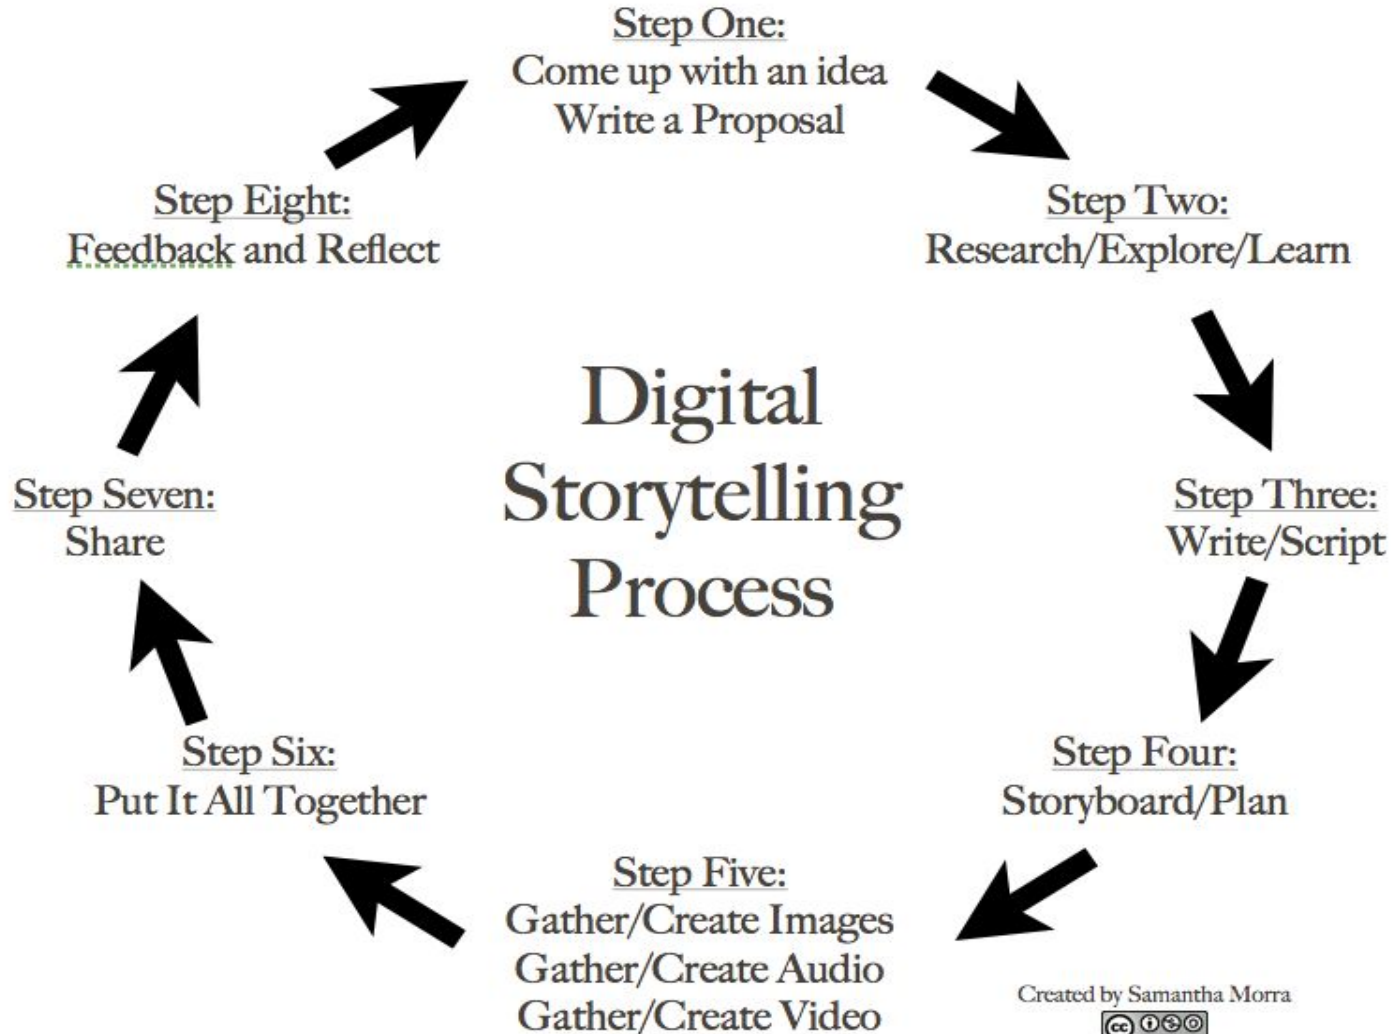 Step One:
Come up with an idea
Write a Proposal
Step Two:
Research/Explore/Learn
Step Three:
Write/Script
Step Four:
Storyboard/Plan
Step Five:
Gather/Create Images
Gather/Create Audio
Gather/Create Video
Step Six:
Put It All Together
Step Seven:
Share
Step Eight:
Feedback and Reflect
Digital
Storytelling
Process
Created by Samantha Morra
cc